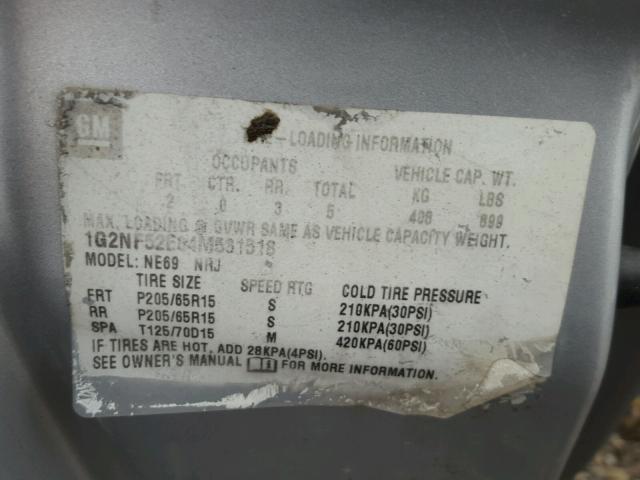 GM
-LOADING INFORMATION
OCCUPANTS VEHICLE CAP. WT.
FRT CTR. RR. TOTAL KG LBS
2 0 3 5 408 899
MAX. LOADING @ GVWR SAME AS VEHICLE CAPACITY WEIGHT.
MODEL: NE69 NRJ
TIRE SIZE SPEED RTG COLD TIRE PRESSURE
FRT P205/65R15 S 210KPA(30PSI)
RR P205/65R15 S 210KPA(30PSI)
SPA T125/70D15 M 420KPA(60PSI)
IF TIRES ARE HOT, ADD 28KPA(4PSI).
SEE OWNER'S MANUAL FOR MORE INFORMATION.